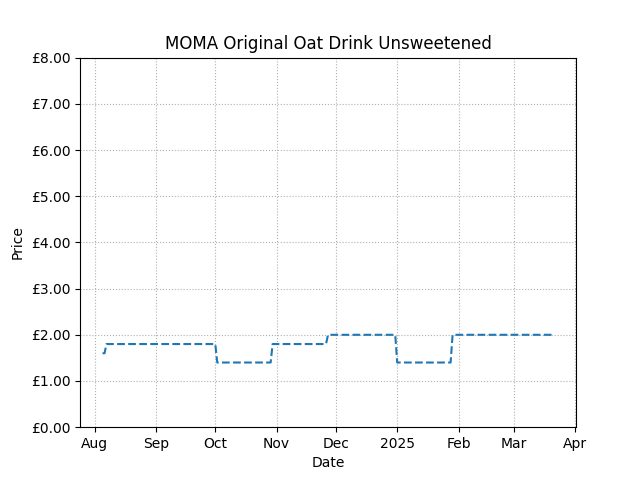 MOMA Original Oat Drink Unsweetened
£8.00
£7.00
£6.00
£5.00
£4.00
£3.00
£2.00
£1.00
£0.00
Price
Aug Sep Oct Nov Dec 2025 Feb Mar Apr
Date